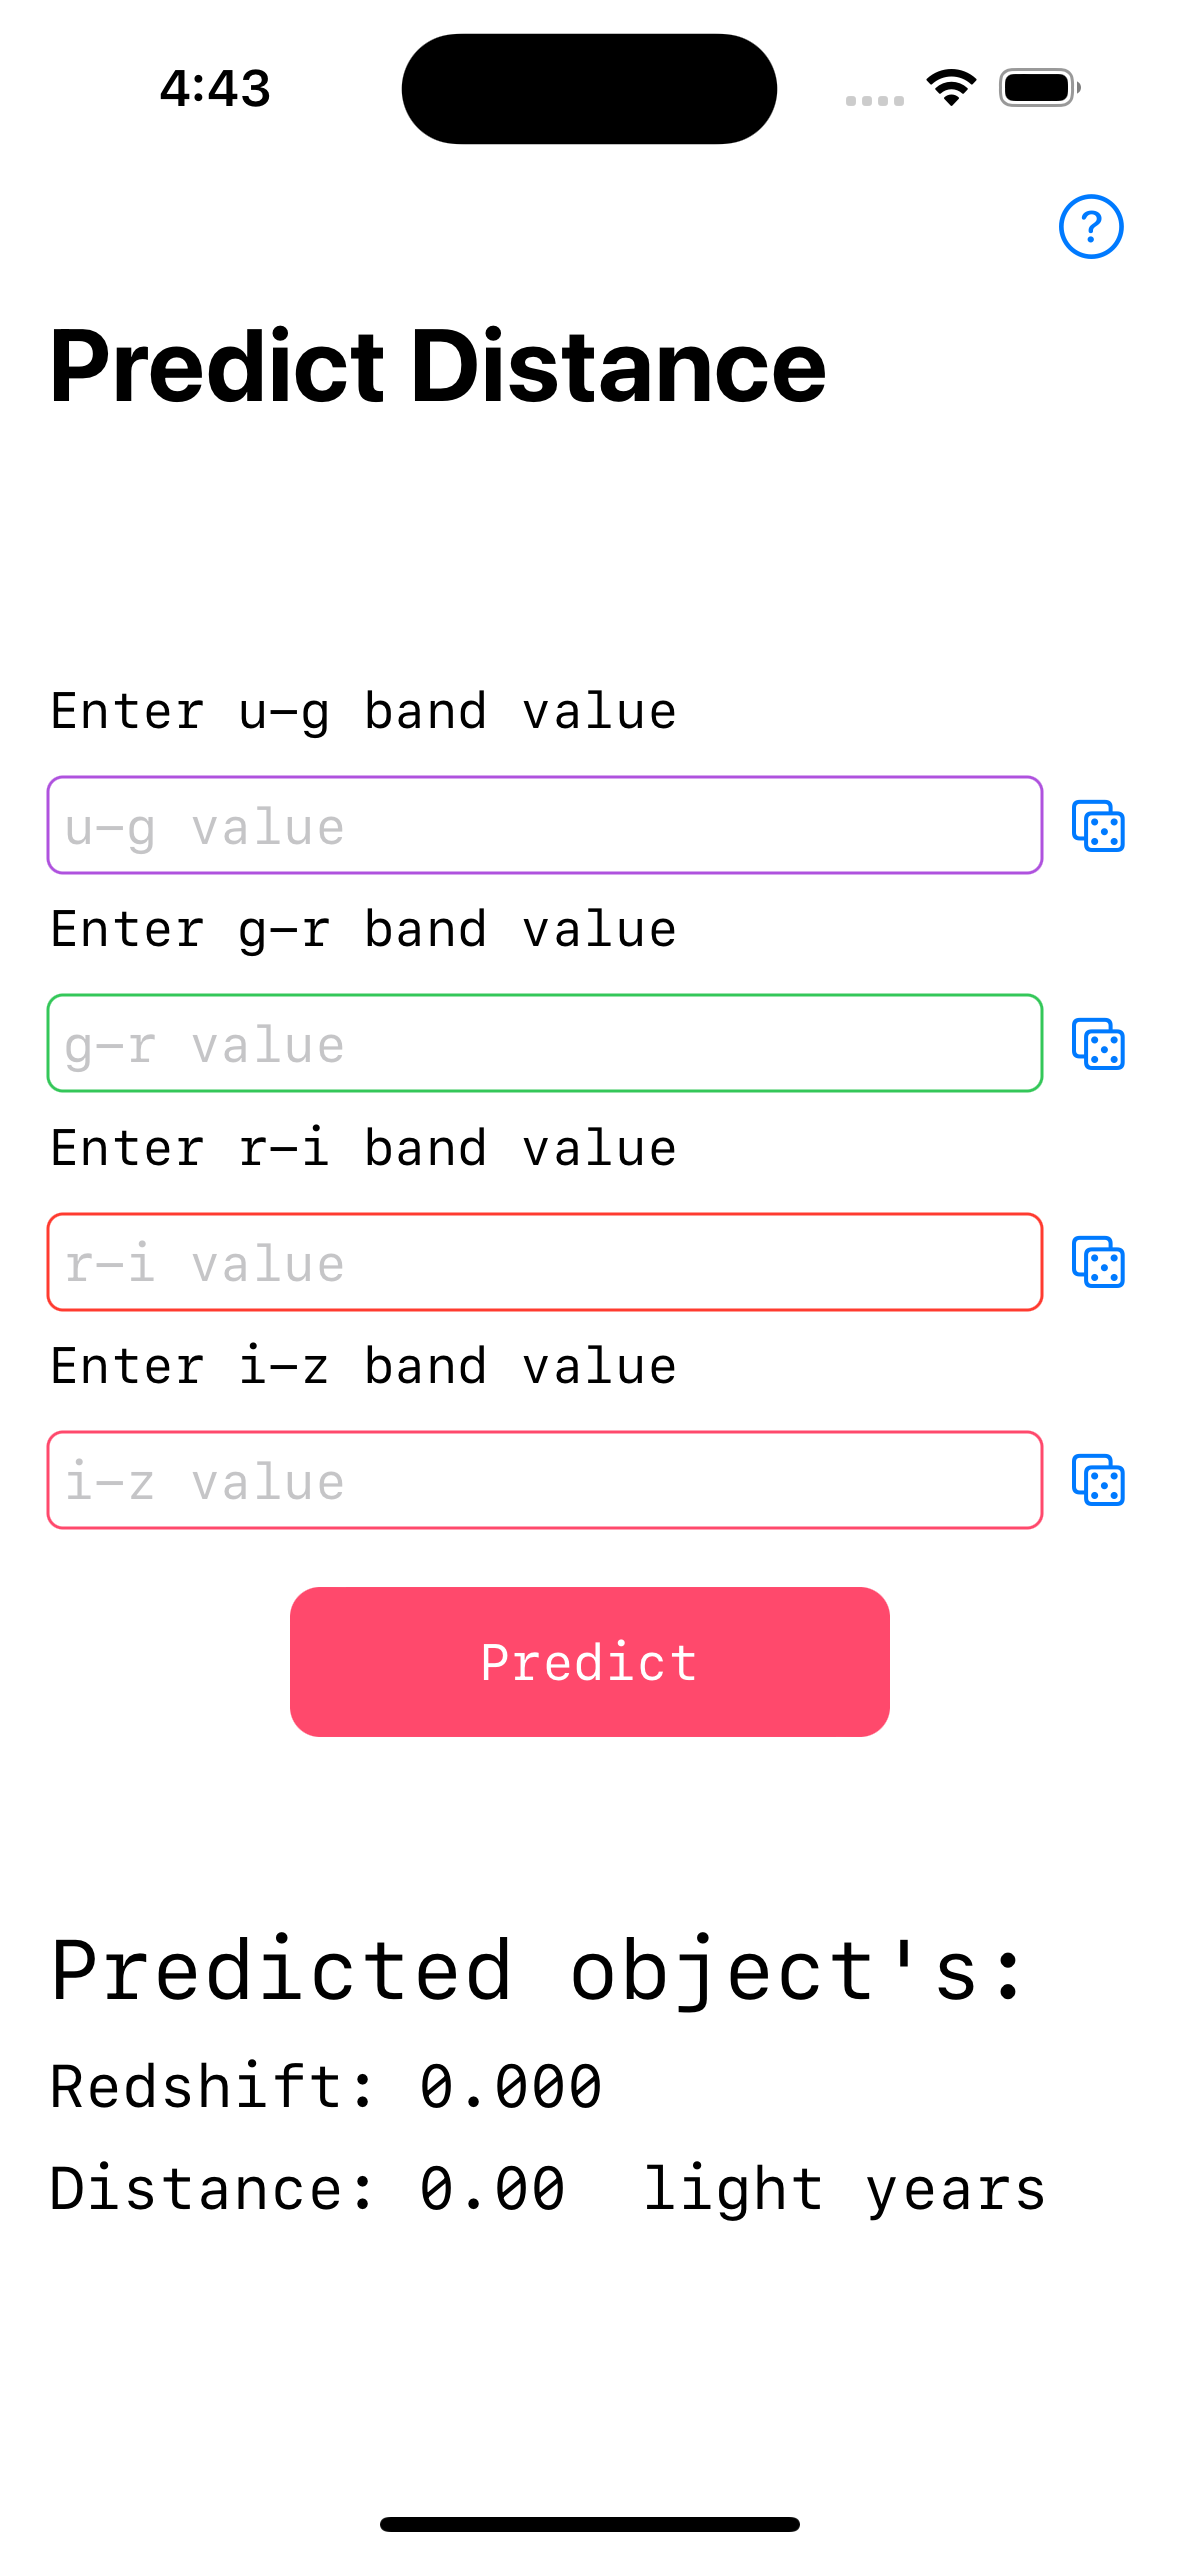 4:43
?
Predict Distance
Enter u-g band value
u-g value
Enter g-r band value
g-r value
Enter r-i band value
r-i value
Enter i-z band value
i-z value
Predict
Predicted object's:
Redshift: 0.000
Distance: 0.00  light years